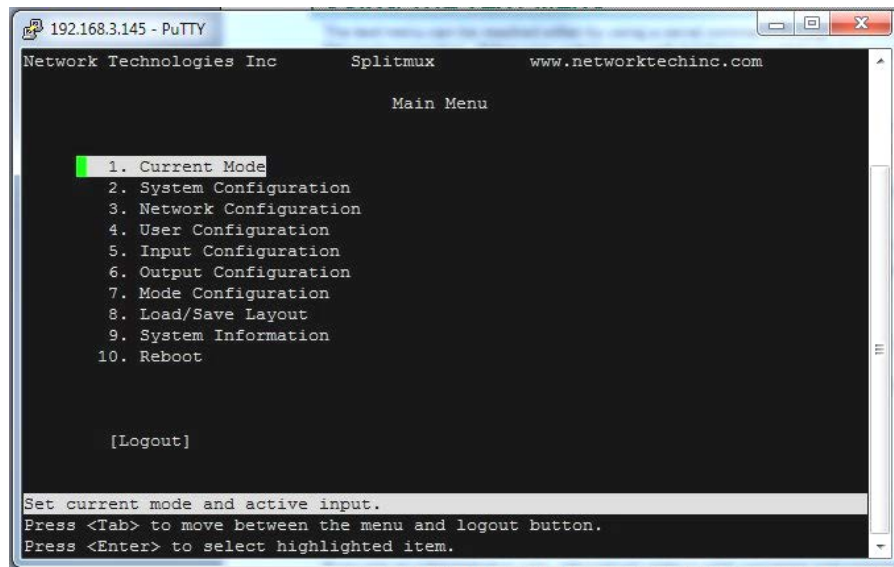 192.168.3.145 - PuTTY
Network Technologies Inc Splitmux www.networktechinc.com
Main Menu
1. Current Mode
2. System Configuration
3. Network Configuration
4. User Configuration
5. Input Configuration
6. Output Configuration
7. Mode Configuration
8. Load/Save Layout
9. System Information
10. Reboot
[Logout]
Set current mode and active input.
Press <Tab> to move between the menu and logout button.
Press <Enter> to select highlighted item.